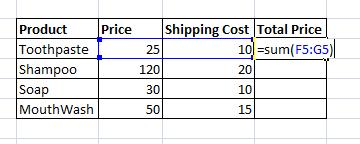 Product Price Shipping Cost Total Price
Toothpaste 25 10 =sum(F5:G5)
Shampoo 120 20
Soap 30 10
MouthWash 50 15